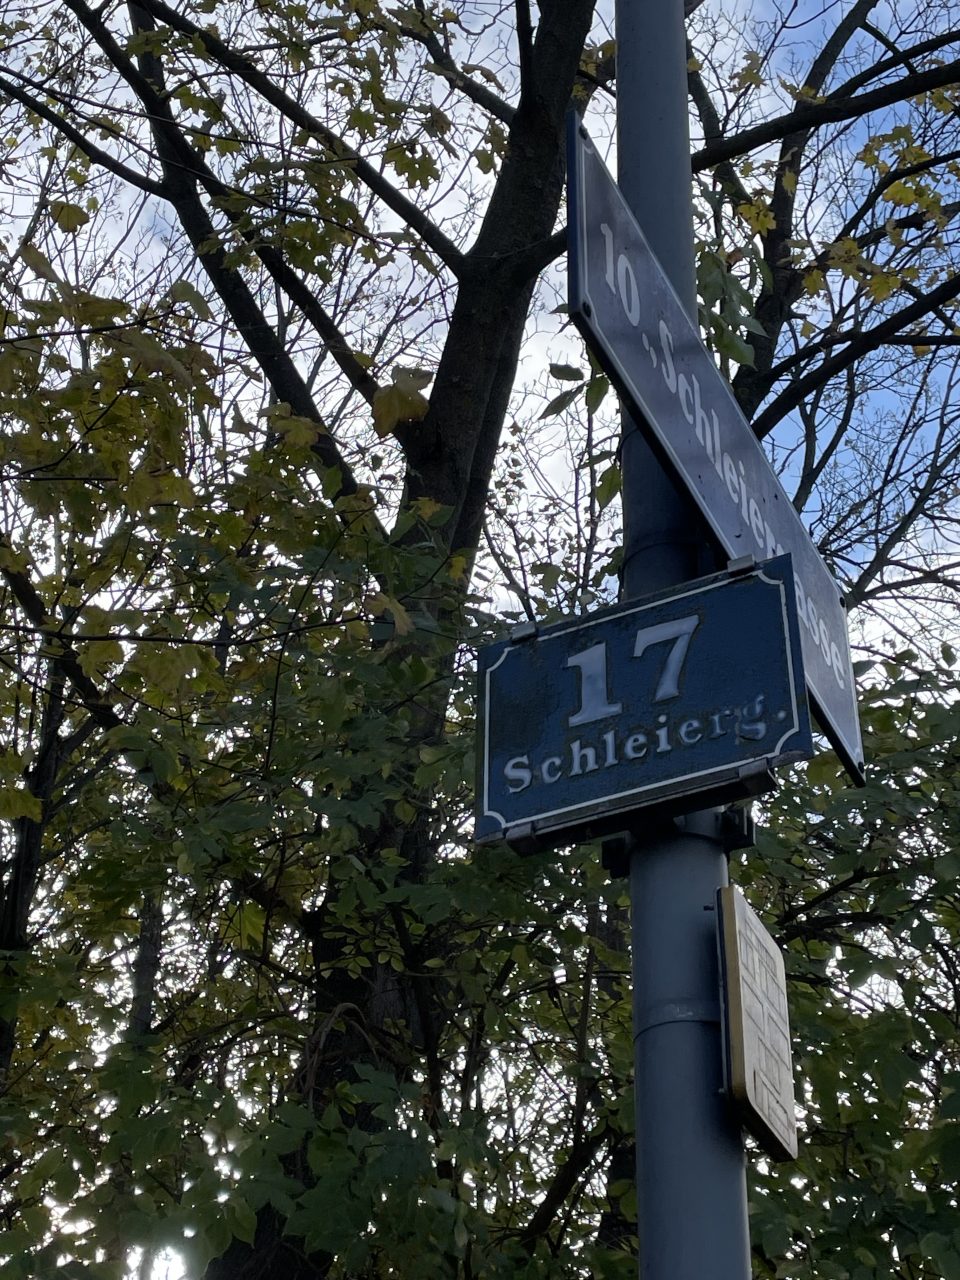 10., Schleiergasse
17
Schleierg.